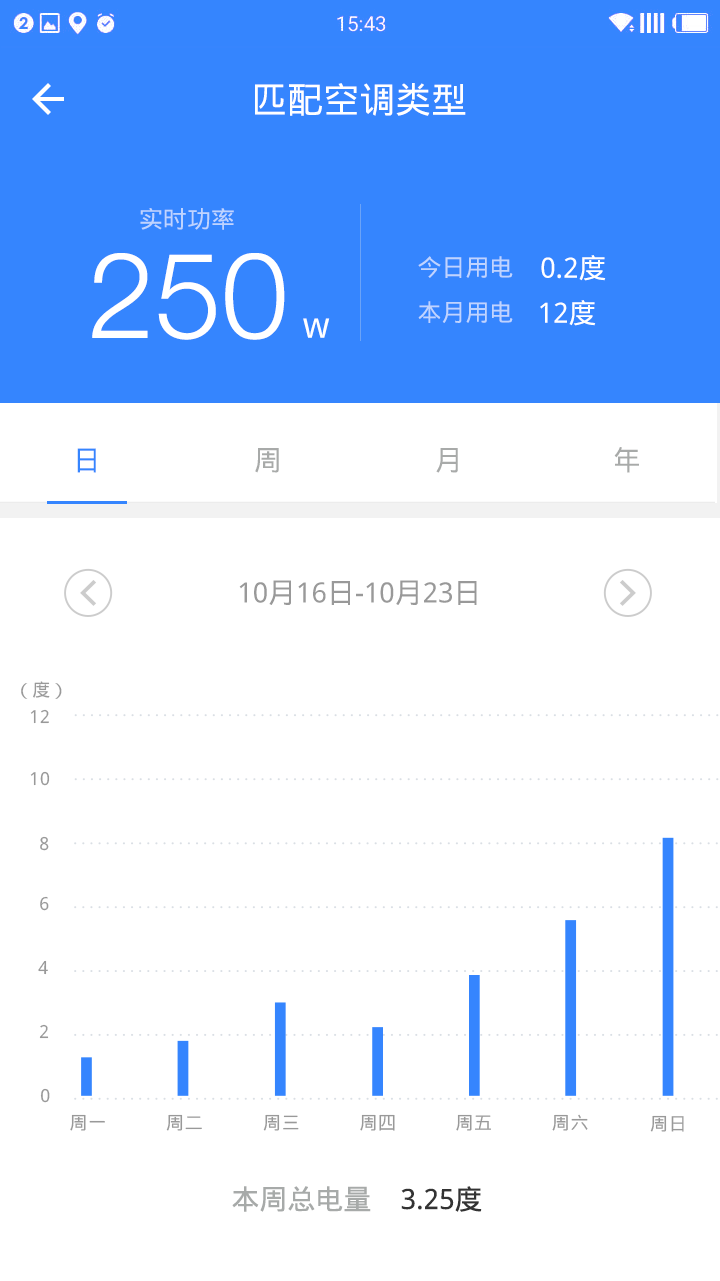 2 15:43
匹配空调类型
实时功率
250 W
今日用电 0.2度
本月用电 12度
日 周 月 年
10月16日-10月23日
(度)
12
10
8
6
4
2
0
周一 周二 周三 周四 周五 周六 周日
本周总电量 3.25度